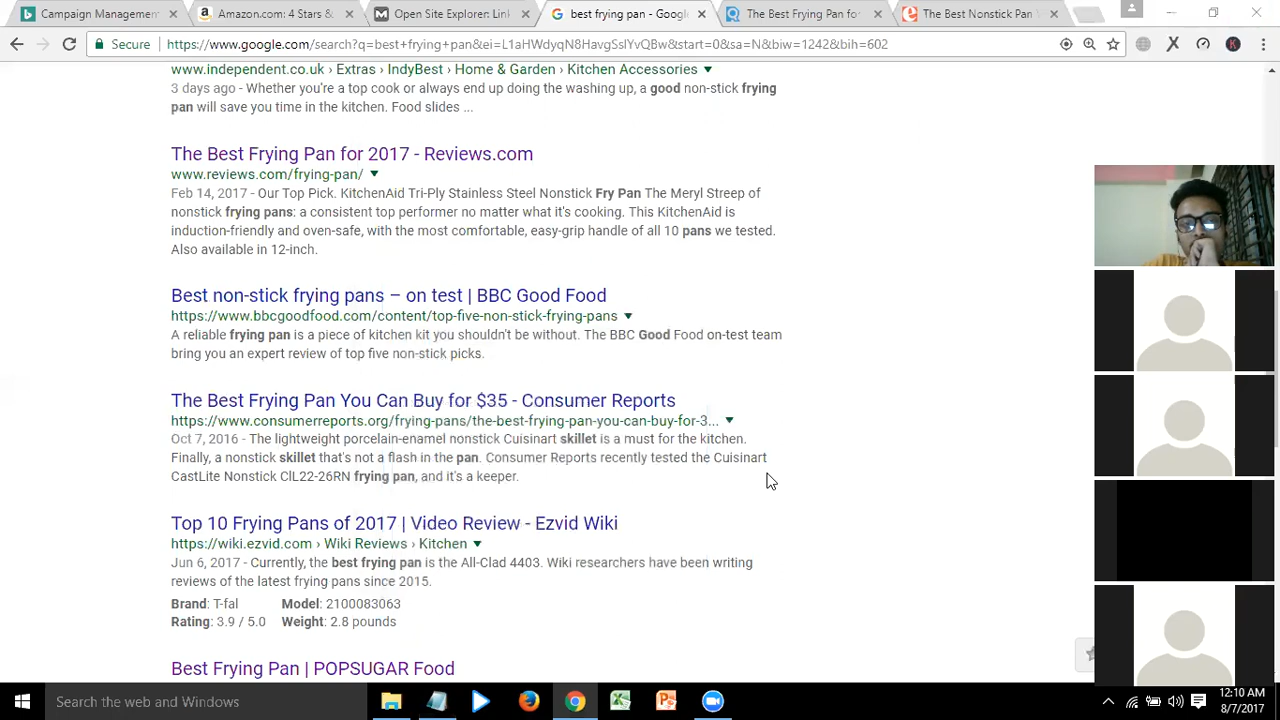 Campaign Management
Amazon.com: 4 Stars &
Open Site Explorer: Lin
best frying pan - Google
The Best Frying Pan for
The Best Nonstick Pan
Secure
https://www.google.com/search?q=best+frying+pan&ei=L1aHWdyqN8HavgSslYvQBw&start=0&sa=N&biw=1242&bih=602
www.independent.co.uk › Extras › IndyBest › Home & Garden › Kitchen Accessories
3 days ago - Whether you're a top cook or always end up doing the washing up, a good non-stick frying
pan will save you time in the kitchen. Food slides ...
The Best Frying Pan for 2017 - Reviews.com
www.reviews.com/frying-pan/
Feb 14, 2017 - Our Top Pick. KitchenAid Tri-Ply Stainless Steel Nonstick Fry Pan The Meryl Streep of
nonstick frying pans: a consistent top performer no matter what it's cooking. This KitchenAid is
induction-friendly and oven-safe, with the most comfortable, easy-grip handle of all 10 pans we tested.
Also available in 12-inch.
Best non-stick frying pans – on test | BBC Good Food
https://www.bbcgoodfood.com/content/top-five-non-stick-frying-pans
A reliable frying pan is a piece of kitchen kit you shouldn't be without. The BBC Good Food on-test team
bring you an expert review of top five non-stick picks.
The Best Frying Pan You Can Buy for $35 - Consumer Reports
https://www.consumerreports.org/frying-pans/the-best-frying-pan-you-can-buy-for-3...
Oct 7, 2016 - The lightweight porcelain-enamel nonstick Cuisinart skillet is a must for the kitchen.
Finally, a nonstick skillet that's not a flash in the pan. Consumer Reports recently tested the Cuisinart
CastLite Nonstick CIL22-26RN frying pan, and it's a keeper.
Top 10 Frying Pans of 2017 | Video Review - Ezvid Wiki
https://wiki.ezvid.com › Wiki Reviews › Kitchen
Jun 6, 2017 - Currently, the best frying pan is the All-Clad 4403. Wiki researchers have been writing
reviews of the latest frying pans since 2015.
Brand: T-fal Model: 2100083063
Rating: 3.9 / 5.0 Weight: 2.8 pounds
Best Frying Pan | POPSUGAR Food
Search the web and Windows
12:10 AM
8/7/2017